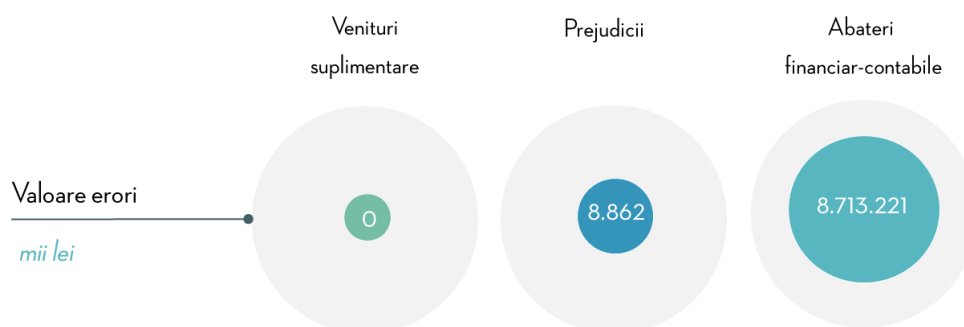 Venituri
suplimentare
Prejudicii
Abateri
financiar-contabile
Valoare erori
mii lei
0
8.862
8.713.221